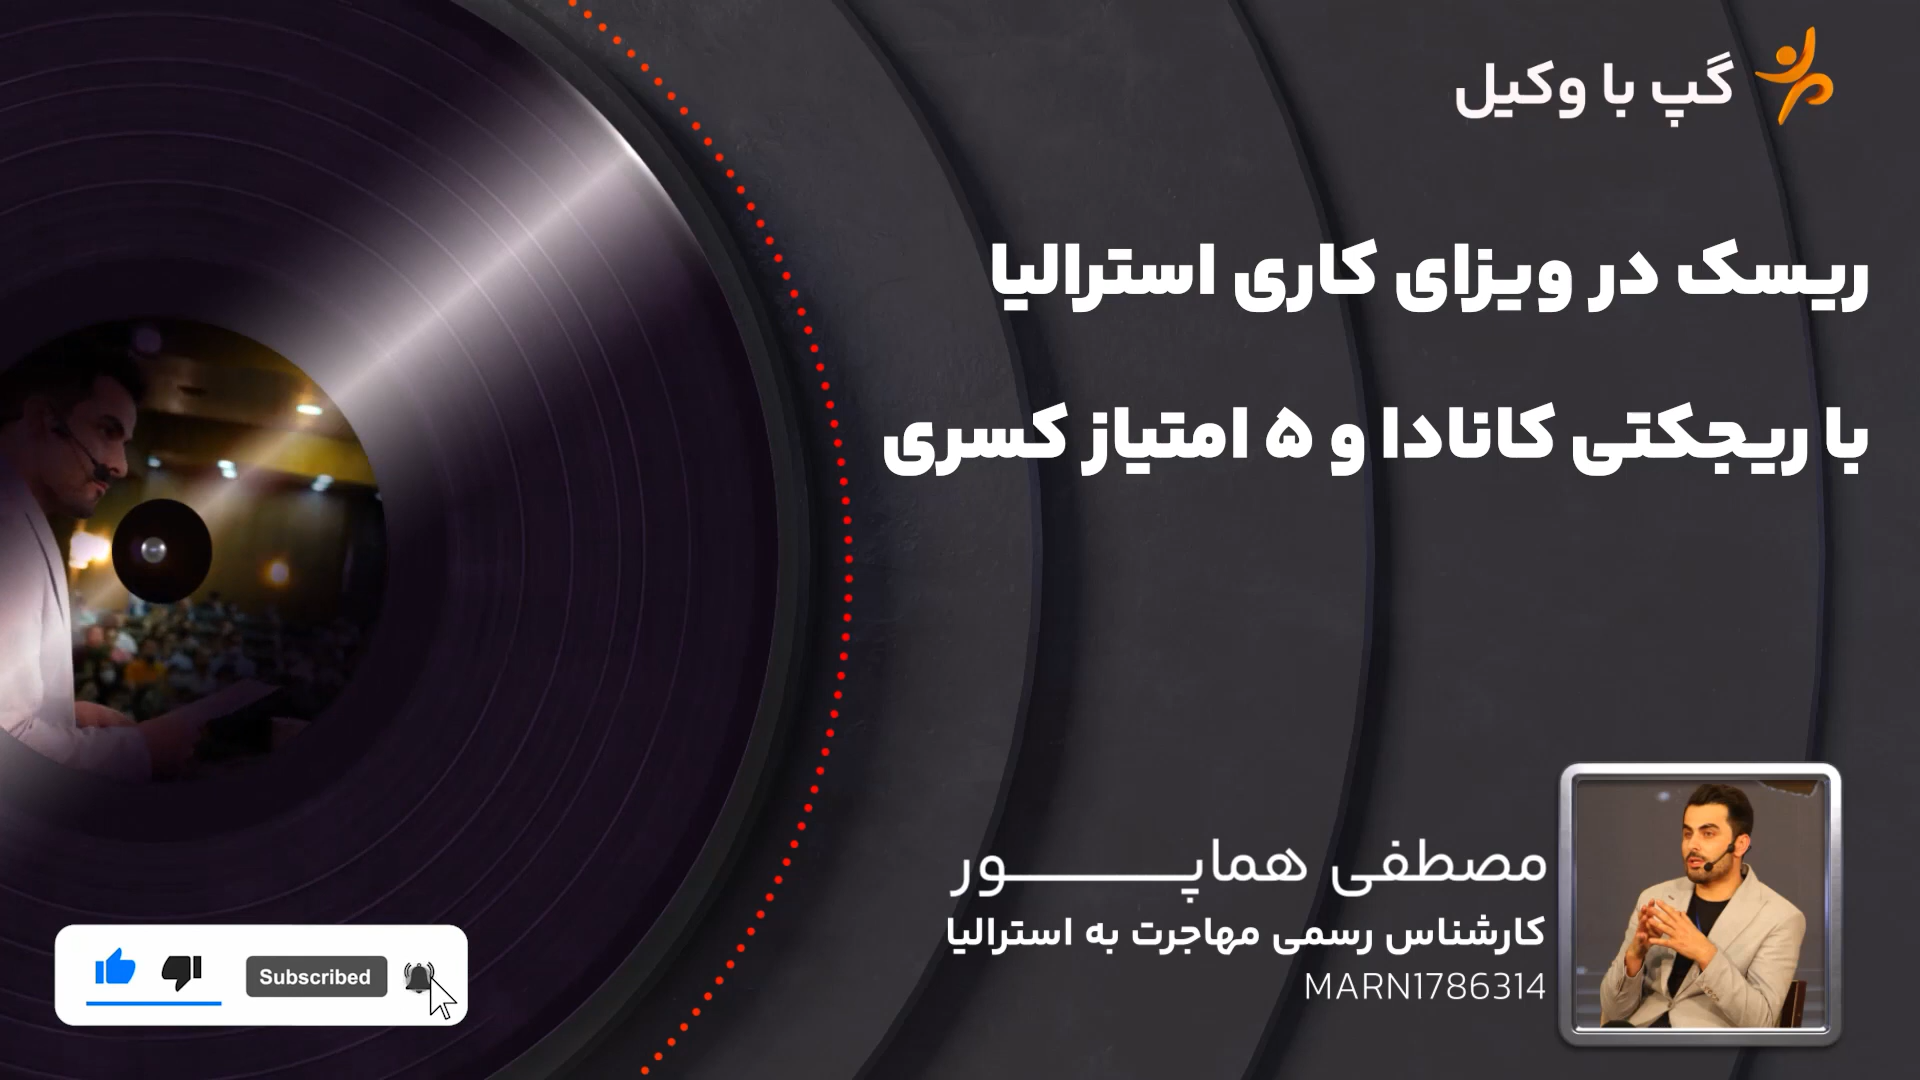 گپ با وکیل
ریسک در ویزای کاری استرالیا
با ریجکتی کانادا و ۵ امتیاز کسری
مصطفی هماپـــــــور
کارشناس رسمی مهاجرت به استرالیا
MARN1786314
Subscribed